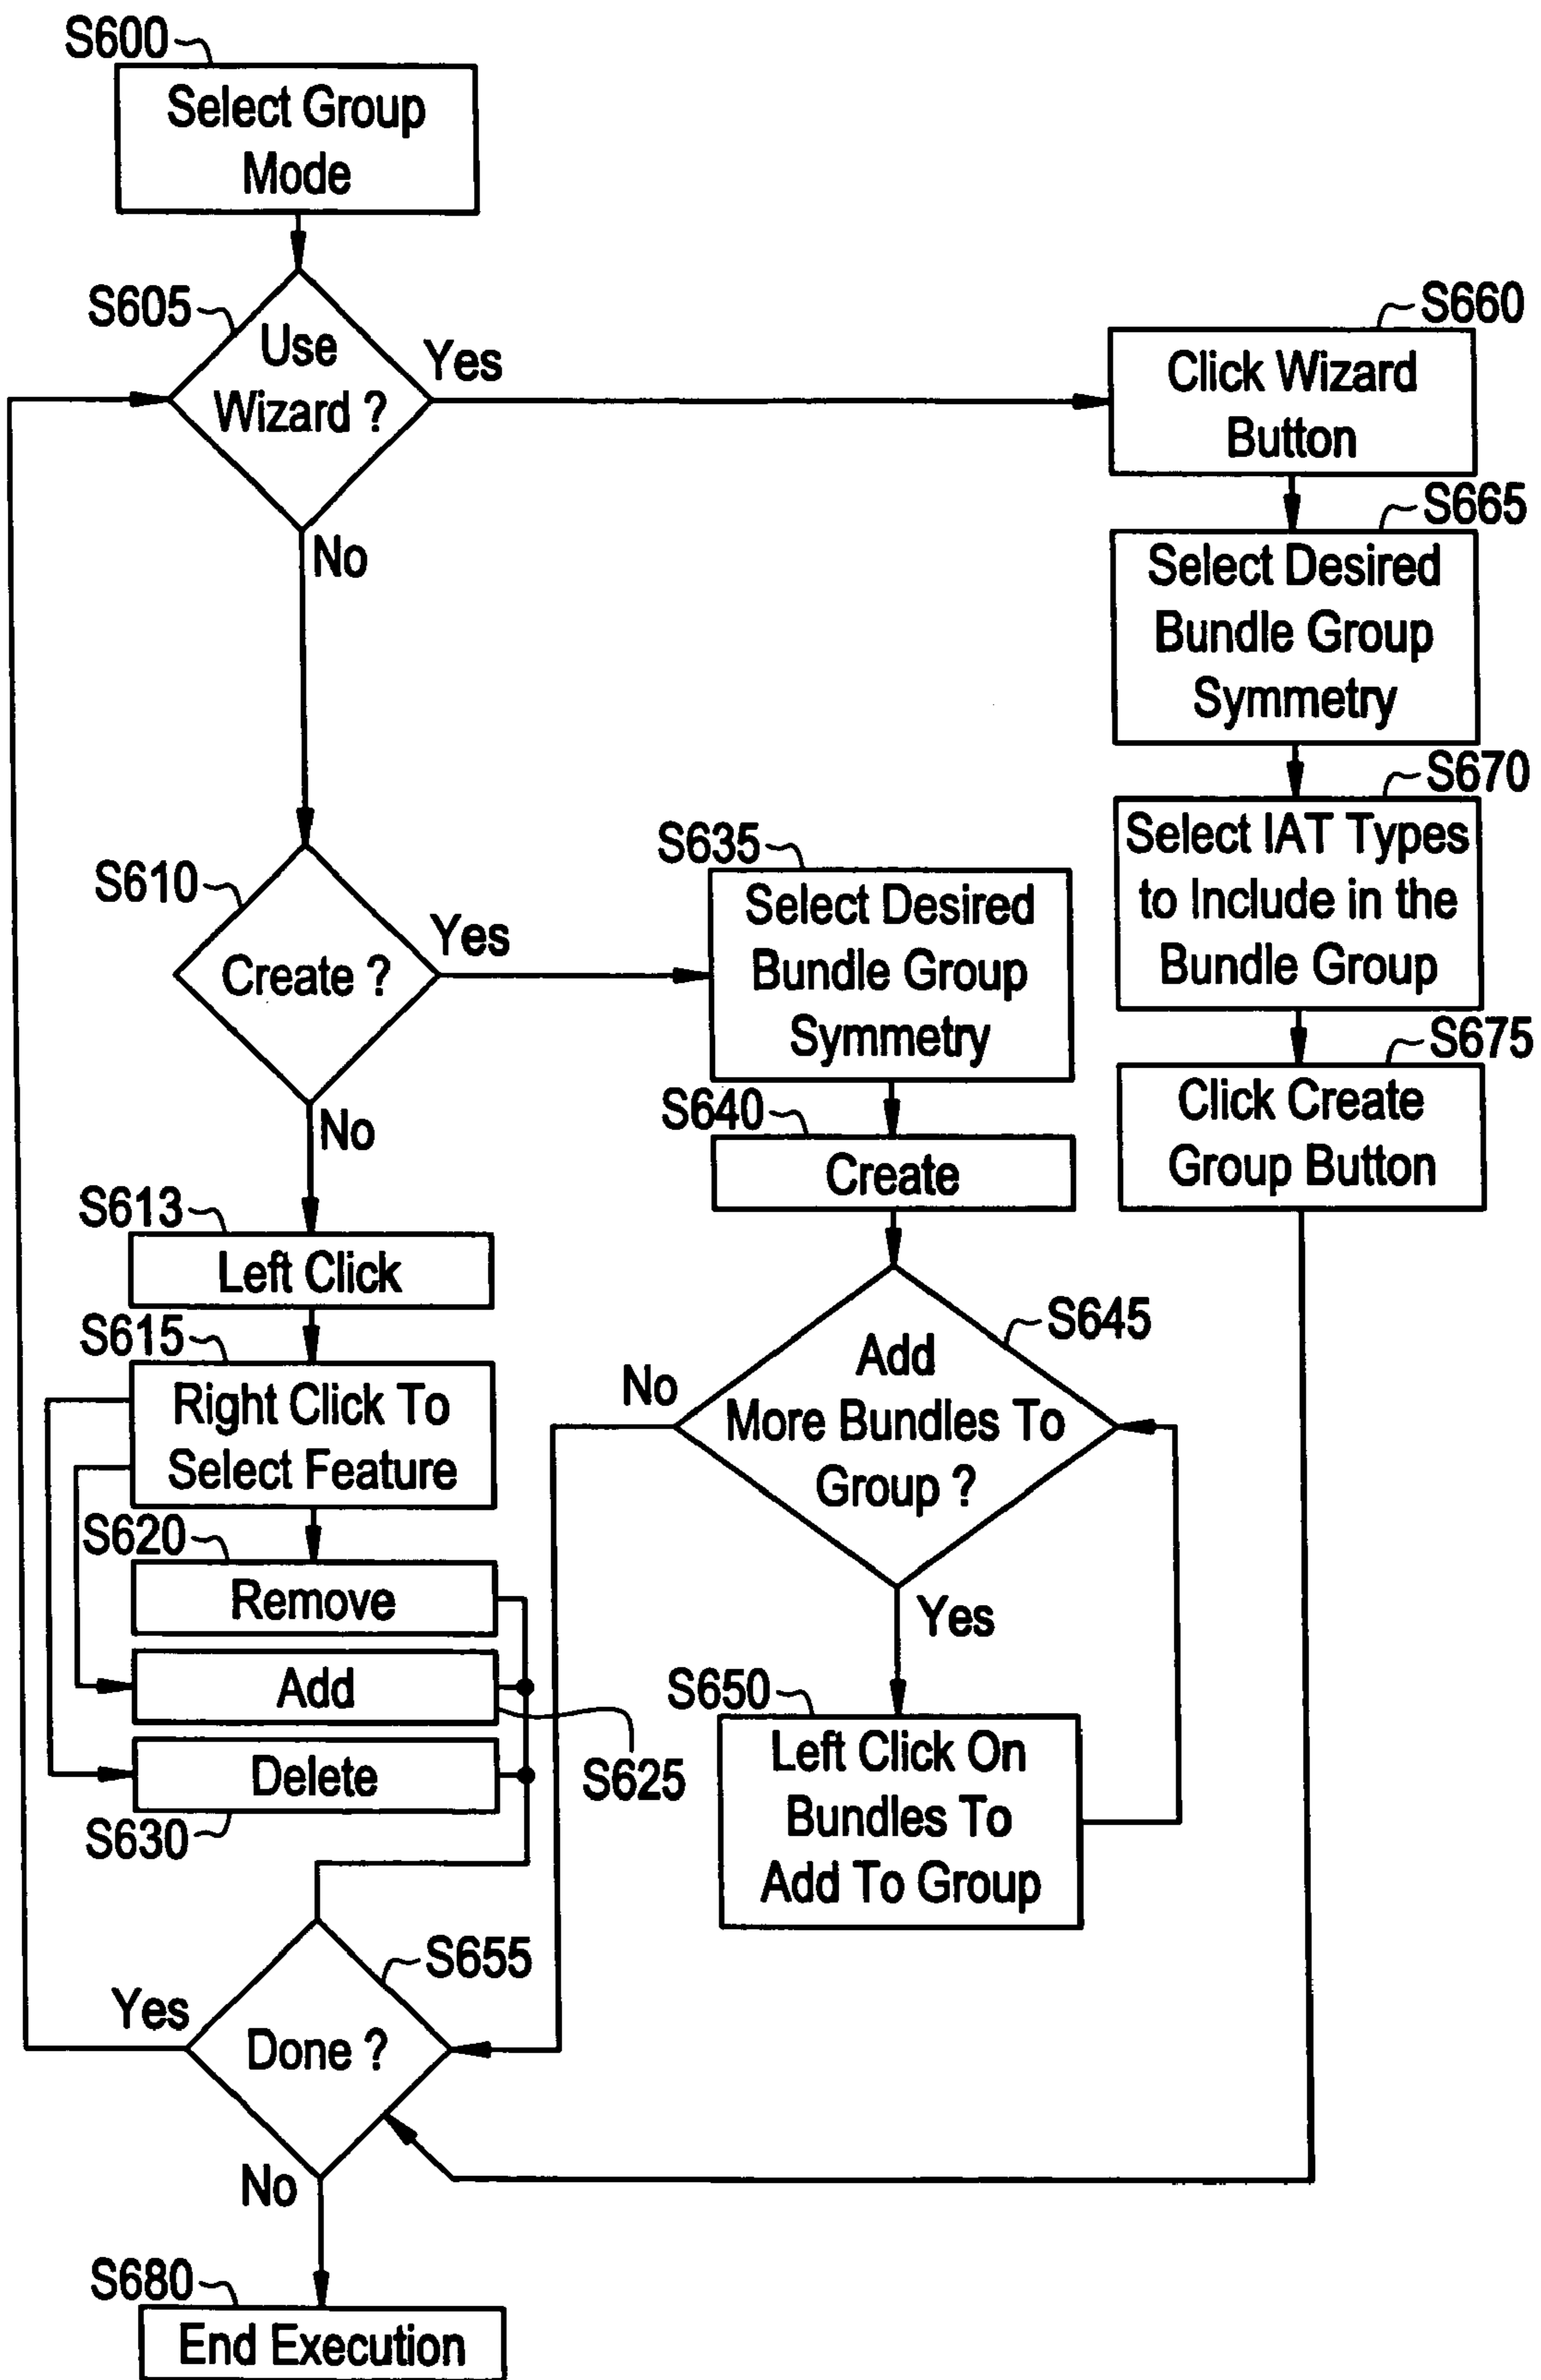 S600
Select Group
Mode
S605
Use
Wizard ?
Yes
No
S660
Click Wizard
Button
S665
Select Desired
Bundle Group
Symmetry
S670
Select IAT Types
to Include in the
Bundle Group
S675
Click Create
Group Button
S610
Create ?
Yes
No
S635
Select Desired
Bundle Group
Symmetry
S640
Create
S645
Add
More Bundles To
Group ?
No
Yes
S650
Left Click On
Bundles To
Add To Group
S613
Left Click
S615
Right Click To
Select Feature
S620
Remove
Add
S625
Delete
S630
S655
Done ?
Yes
No
S680
End Execution